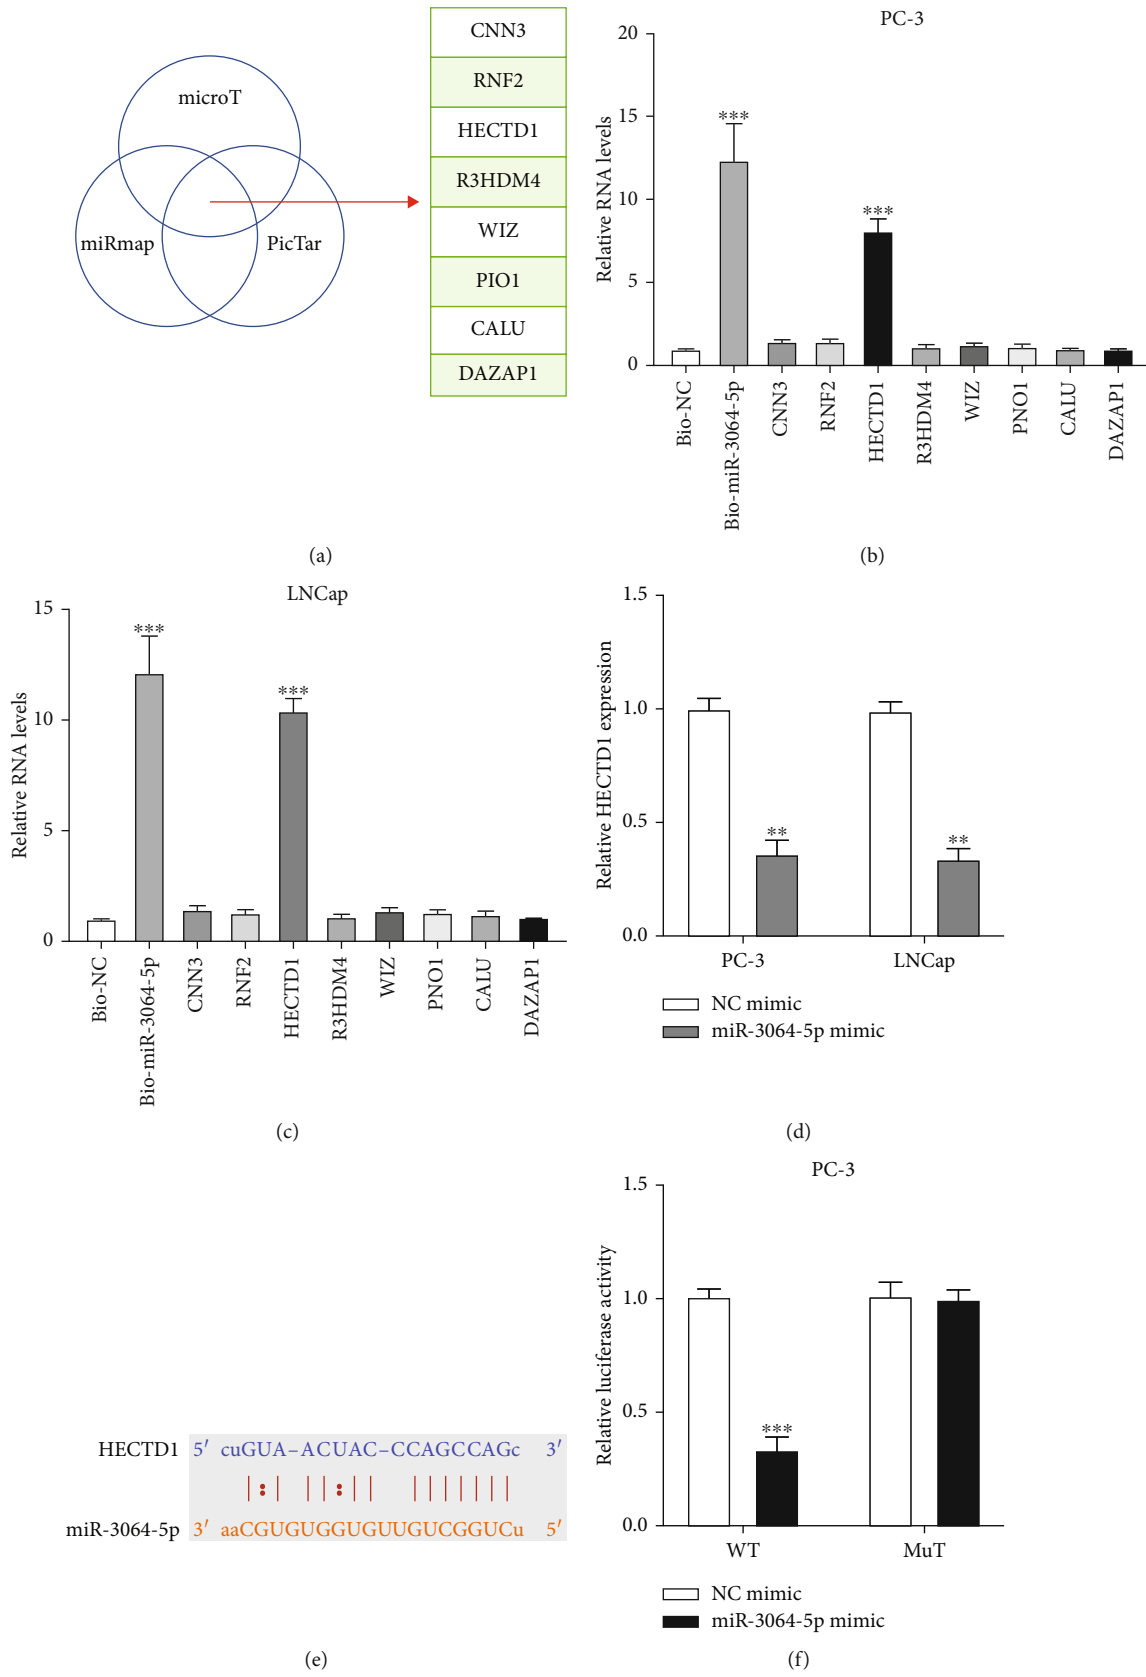 microT
miRmap
PicTar
CNN3
RNF2
HECTD1
R3HDM4
WIZ
PIO1
CALU
DAZAP1
(a)
PC-3
Relative RNA levels
20
15
10
5
0
***
***
Bio-NC
Bio-miR-3064-5p
CNN3
RNF2
HECTD1
R3HDM4
WIZ
PNO1
CALU
DAZAP1
(b)
LNCap
Relative RNA levels
15
10
5
0
***
***
Bio-NC
Bio-miR-3064-5p
CNN3
RNF2
HECTD1
R3HDM4
WIZ
PNO1
CALU
DAZAP1
(c)
Relative HECTD1 expression
1.5
1.0
0.5
0.0
**
**
PC-3
LNCap
NC mimic
miR-3064-5p mimic
(d)
HECTD1 5′ cuGUA–ACUAC–CCAGCCAGc 3′
miR-3064-5p 3′ aaCGUGUGGUGUUGUCGGUCu 5′
(e)
PC-3
Relative luciferase activity
1.5
1.0
0.5
0.0
***
WT
MuT
NC mimic
miR-3064-5p mimic
(f)